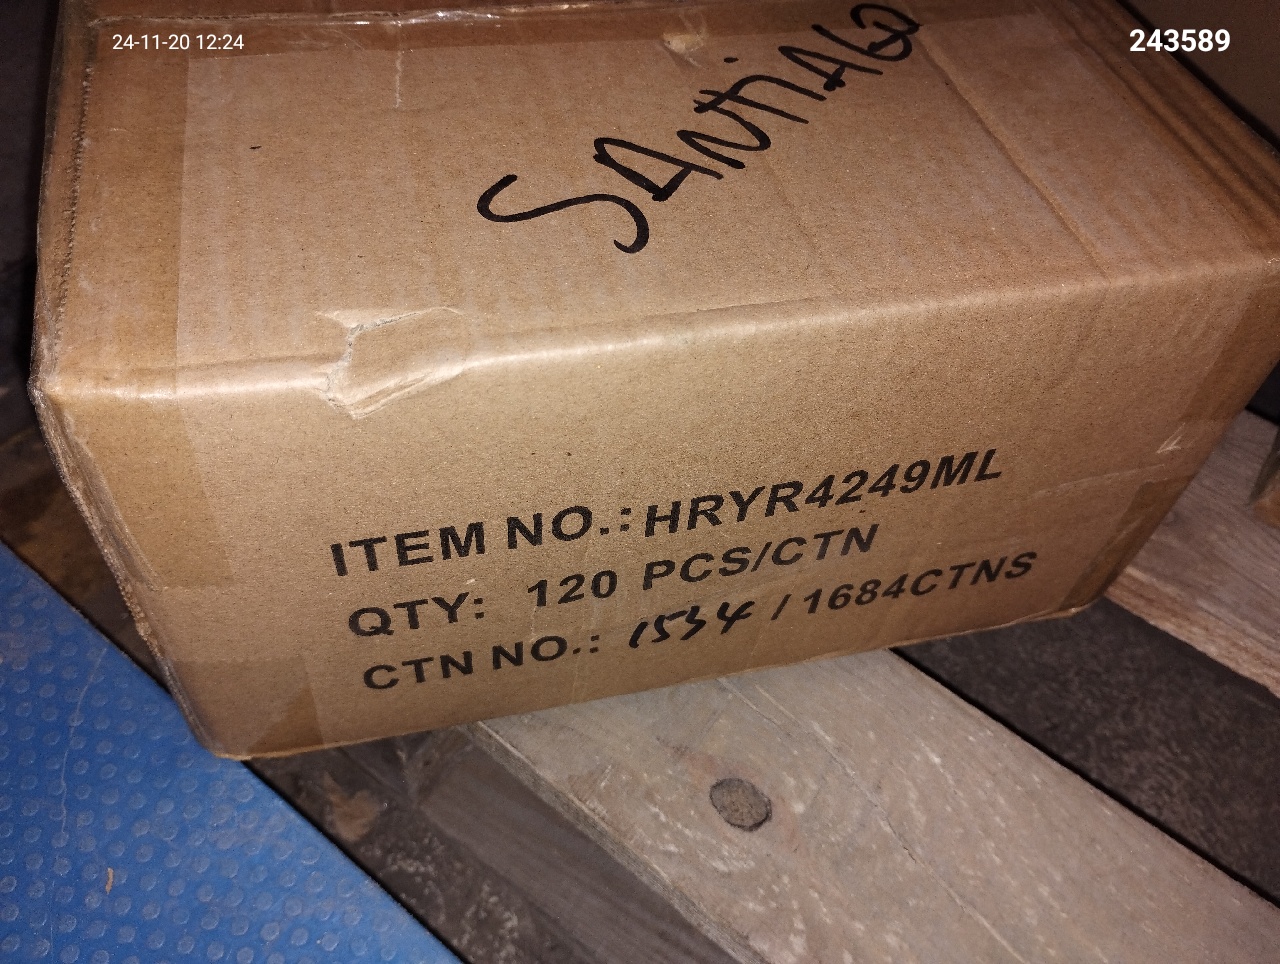 24-11-20 12:24
243589
SANTIAGO
ITEM NO.: HRYR4249ML
QTY: 120 PCS/CTN
CTN NO.: 1534 / 1684CTNS